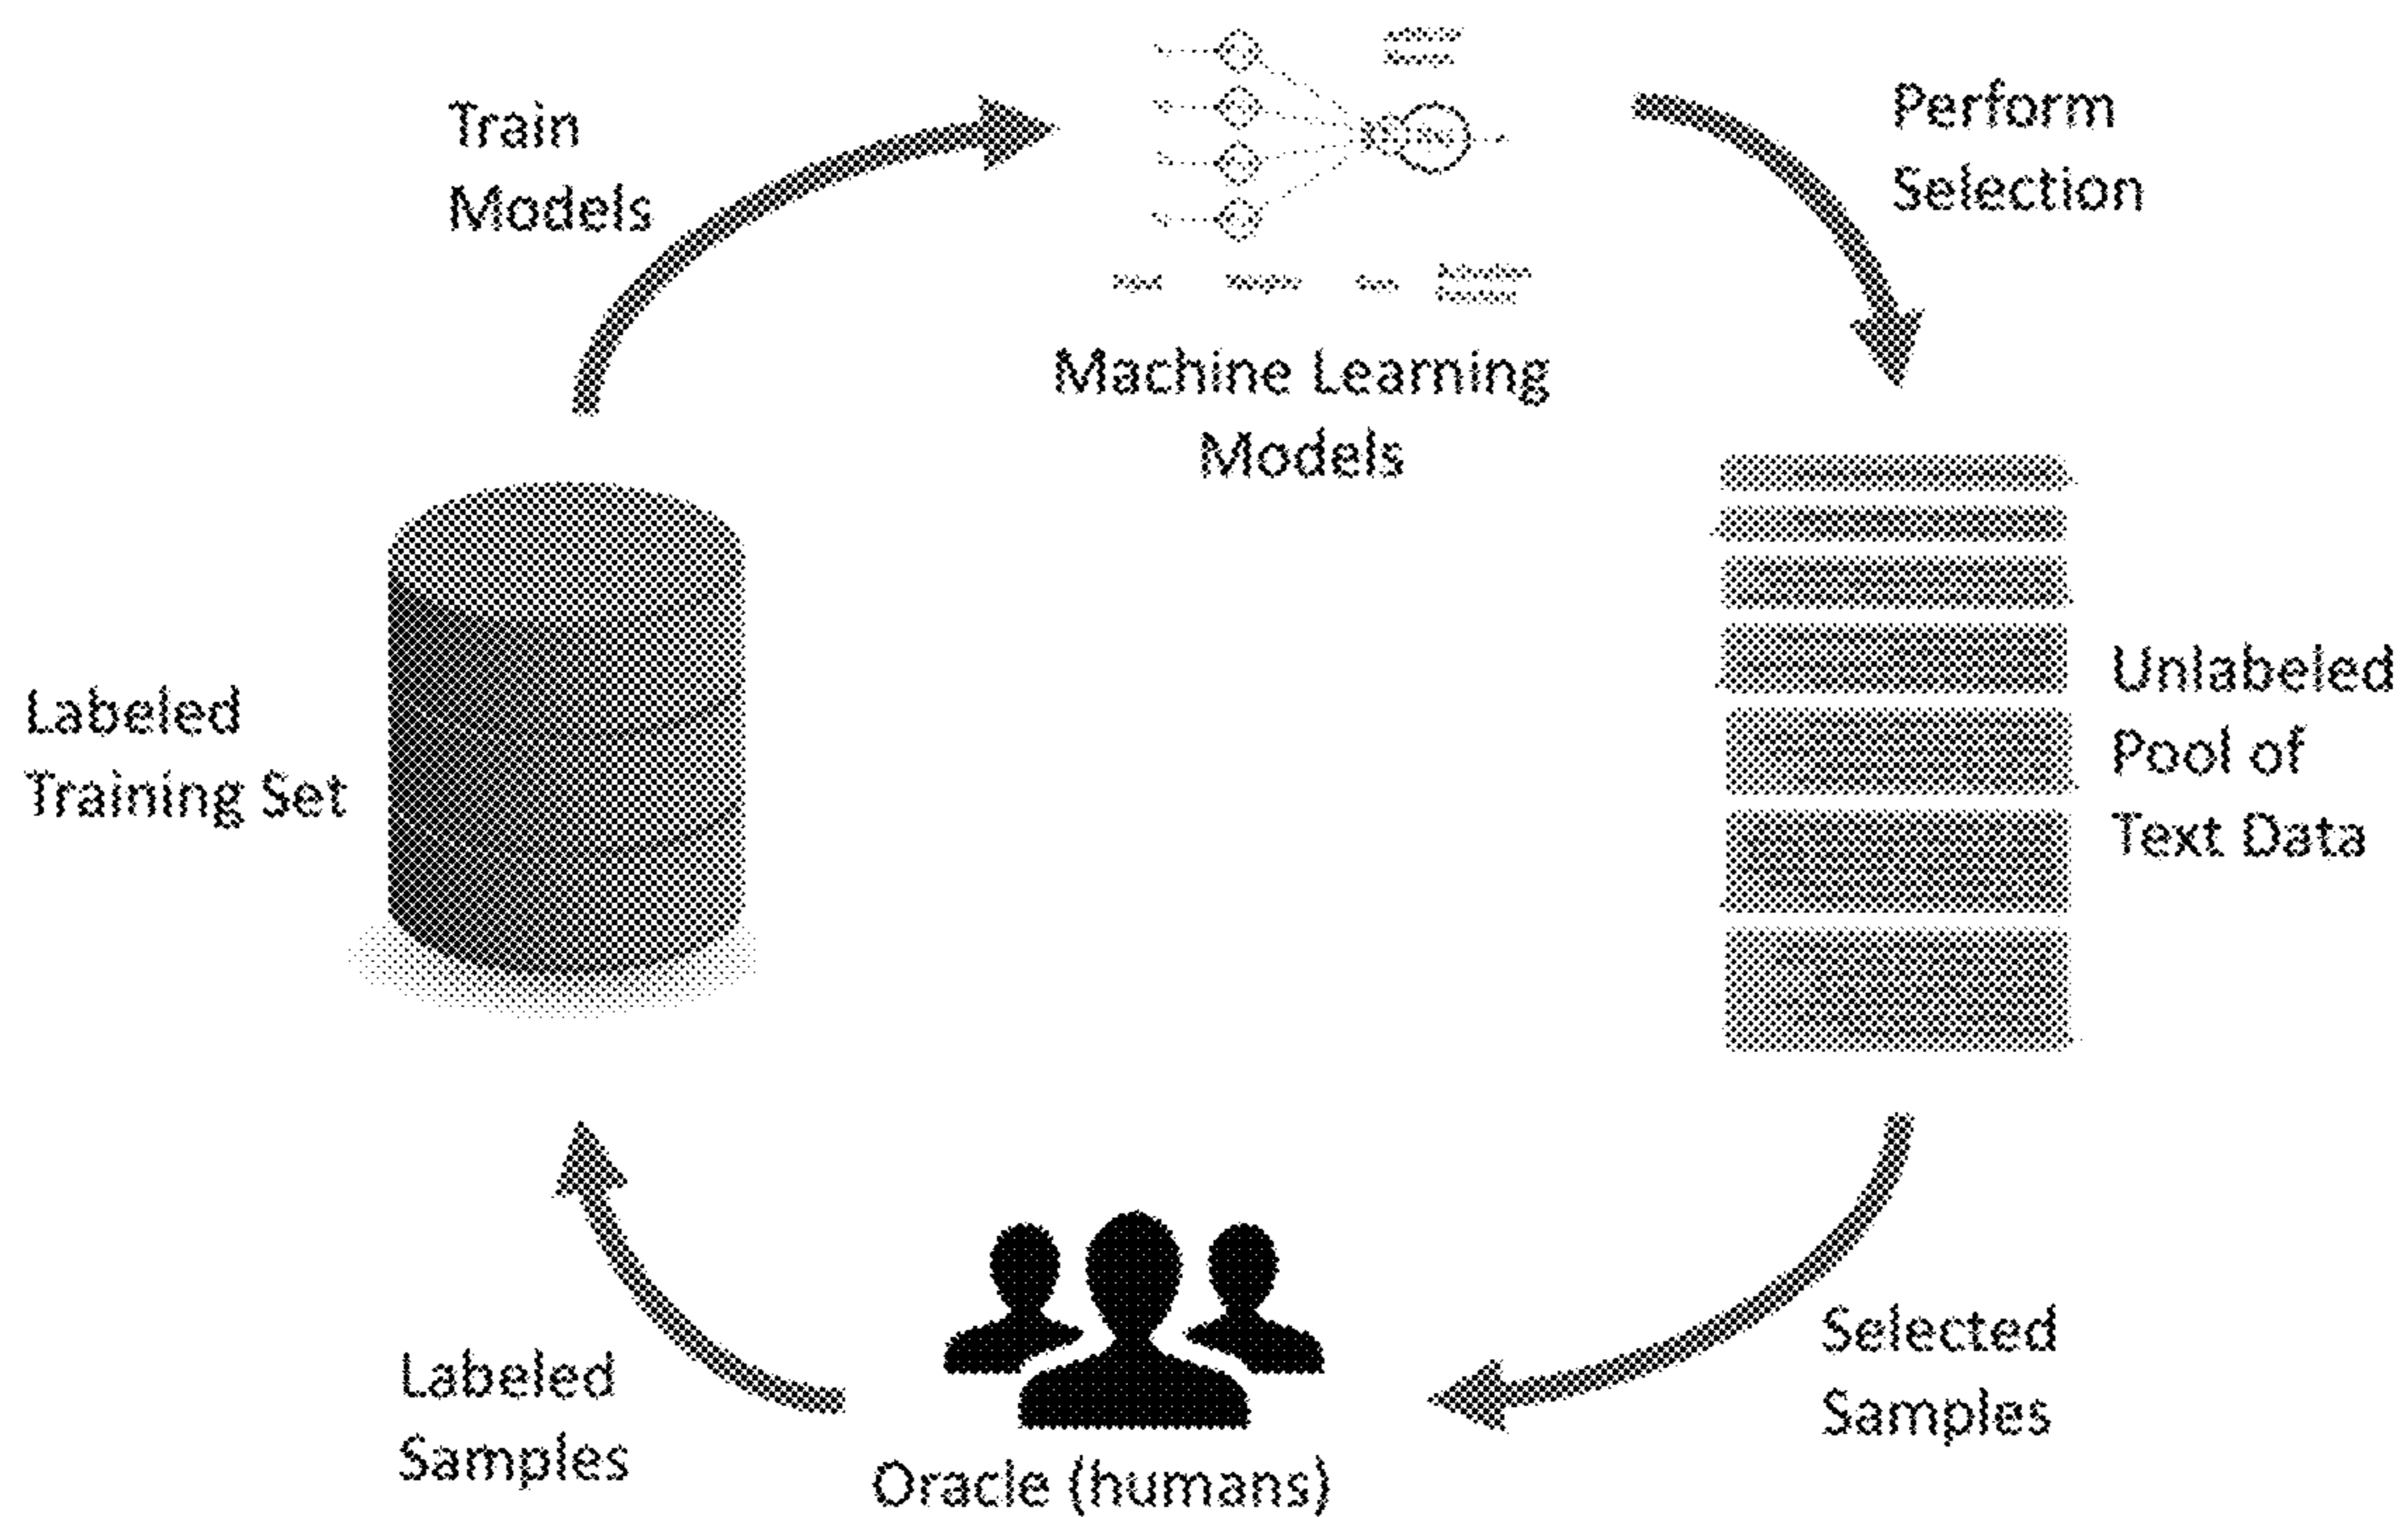 Train
Models
Perform
Selection
Machine Learning
Models
Labeled
Training Set
Unlabeled
Pool of
Text Data
Labeled
Samples
Oracle (humans)
Selected
Samples